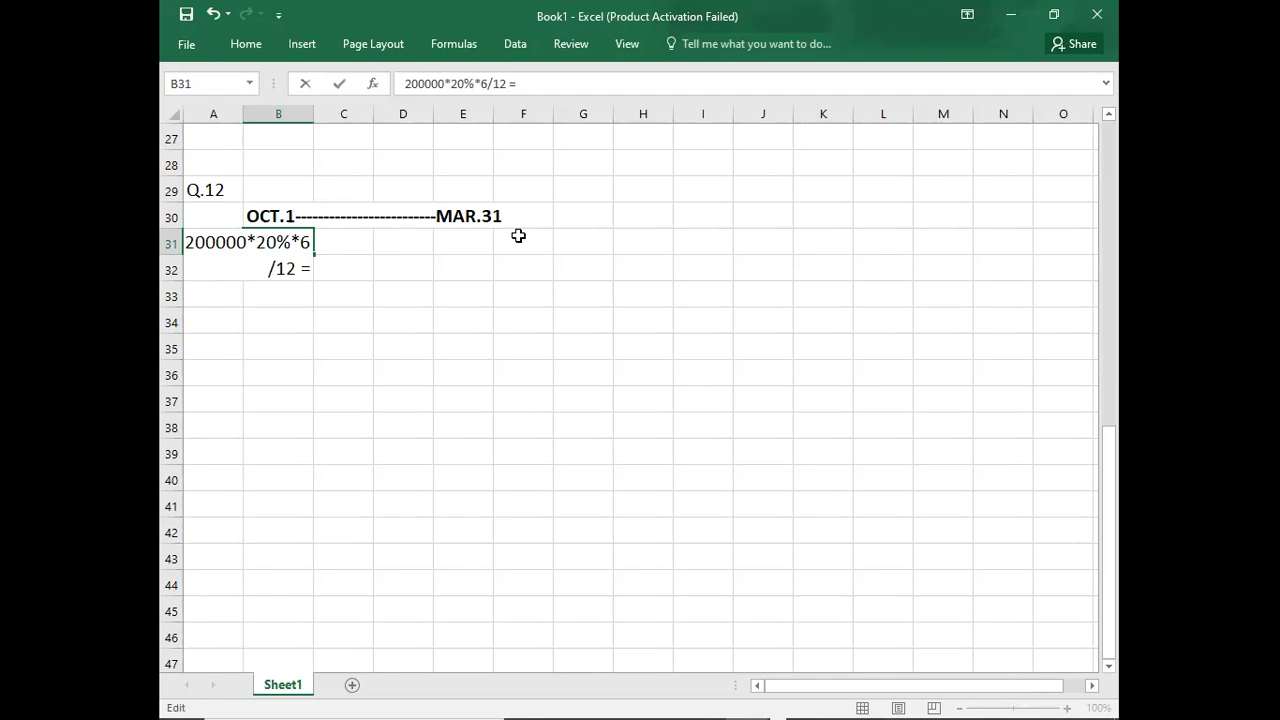 Book1 - Excel (Product Activation Failed)
File Home Insert Page Layout Formulas Data Review View Tell me what you want to do... Share
B31 fx 200000*20%*6/12 =
A B C D E F G H I J K L M N O
27
28
29 Q.12
30 OCT.1-------------------------MAR.31
31 200000*20%*6
32 /12 =
33
34
35
36
37
38
39
40
41
42
43
44
45
46
47
Sheet1
Edit 100%